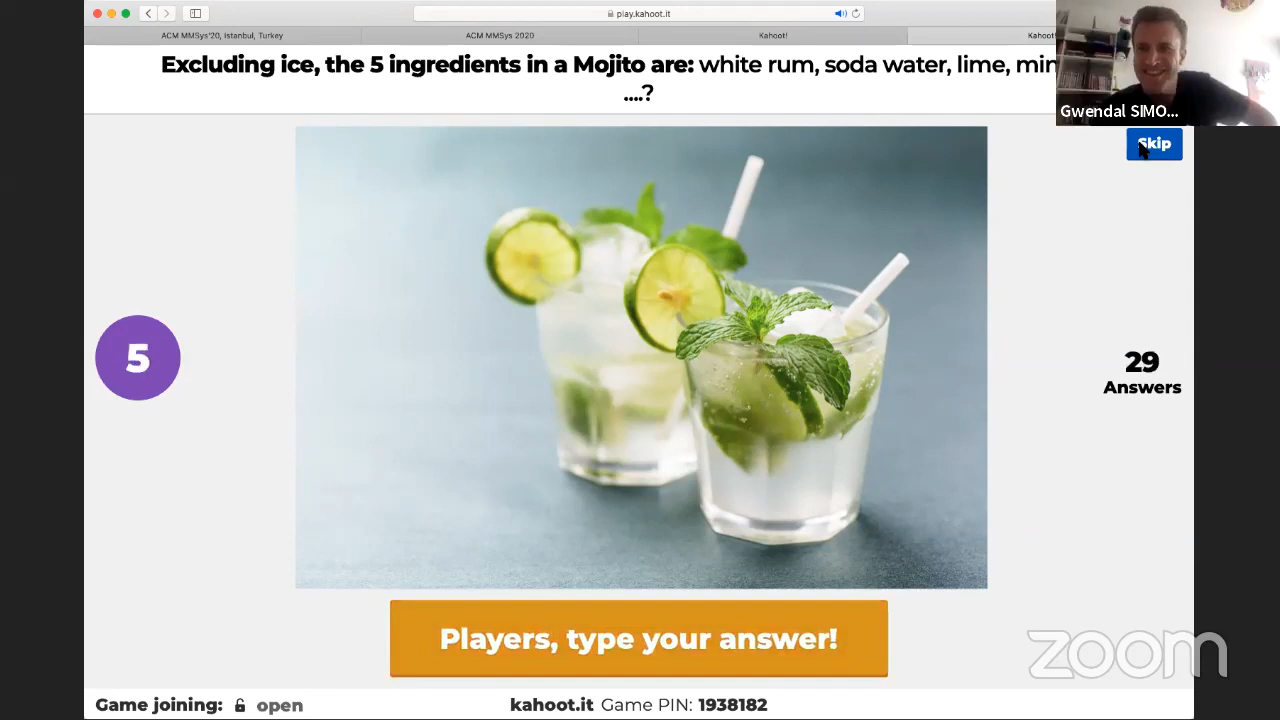 play.kahoot.it
ACM MMSys'20, Istanbul, Turkey
ACM MMSys 2020
Kahoot!
Kahoot!
Excluding ice, the 5 ingredients in a Mojito are: white rum, soda water, lime,
....?
Gwendal SIMO...
Skip
5
29
Answers
Players, type your answer!
zoom
Game joining: open
kahoot.it Game PIN: 1938182